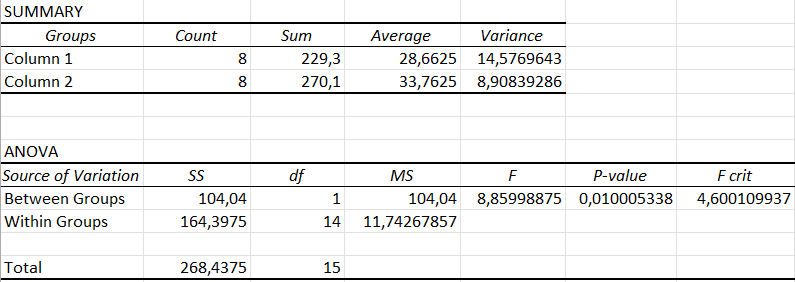 SUMMARY
Groups Count Sum Average Variance
Column 1 8 229,3 28,6625 14,5769643
Column 2 8 270,1 33,7625 8,90839286
ANOVA
Source of Variation SS df MS F P-value F crit
Between Groups 104,04 1 104,04 8,85998875 0,010005338 4,600109937
Within Groups 164,3975 14 11,74267857
Total 268,4375 15